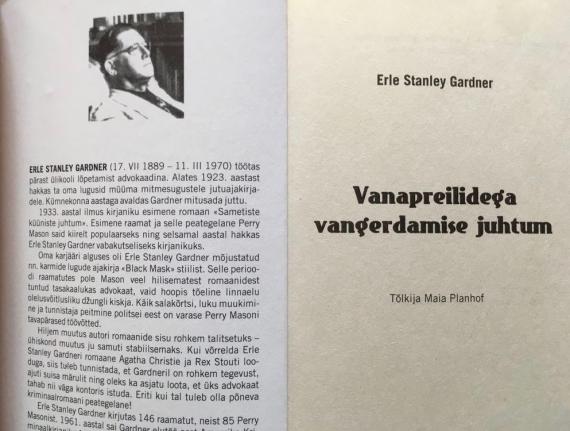 ERLE STANLEY GARDNER (17. VII 1889 – 11. III 1970) töötas
pärast ülikooli lõpetamist advokaadina. Alates 1923. aastast
hakkas ta oma lugusid müüma mitmesugustele jutuajakirja-
dele. Kümnekonna aastaga avaldas Gardner mitusada juttu.
1933. aastal ilmus kirjaniku esimene romaan «Sametiste
küüniste juhtum». Esimene raamat ja selle peategelane Perry
Mason said kiirelt populaarseks ning selsamal aastal hakkas
Erle Stanley Gardner vabakutseliseks kirjanikuks.
Oma karjääri alguses oli Erle Stanley Gardner mõjustatud
nn. karmide lugude ajakirja «Black Mask» stiilist. Selle perioo-
di raamatutes pole Mason veel hilisematest romaanidest
tuntud tasakaalukas advokaat, vaid hoopis tõeline linnaelu
olelusvõitlusliku džungli kiskja. Käik salakõrtsi, luku muukimi-
ne ja tunnistaja peitmine politsei eest on varase Perry Masoni
tavapärased töövõtted.
Hiljem muutus autori romaanide sisu rohkem talitsetuks –
ühiskond muutus ju samuti stabiilsemaks. Kui võrrelda Erle
Stanley Gardneri romaane Agatha Christie ja Rex Stouti loo-
duga, siis tuleb tunnistada, et Gardneril on rohkem tegevust,
ajuti suisa märulit ning oleks ka asjatu loota, et üks advokaat
tahab nii väga kontoris istuda. Eriti kui tal tuleb olla põneva
kriminaalromaani peategelane!
Erle Stanley Gardner kirjutas 146 raamatut, neist 85 Perry
Masonist. 1961. aastal sai Gardner
Erle Stanley Gardner
Vanapreilidega
vangerdamise juhtum
Tõlkija Maia Planhof